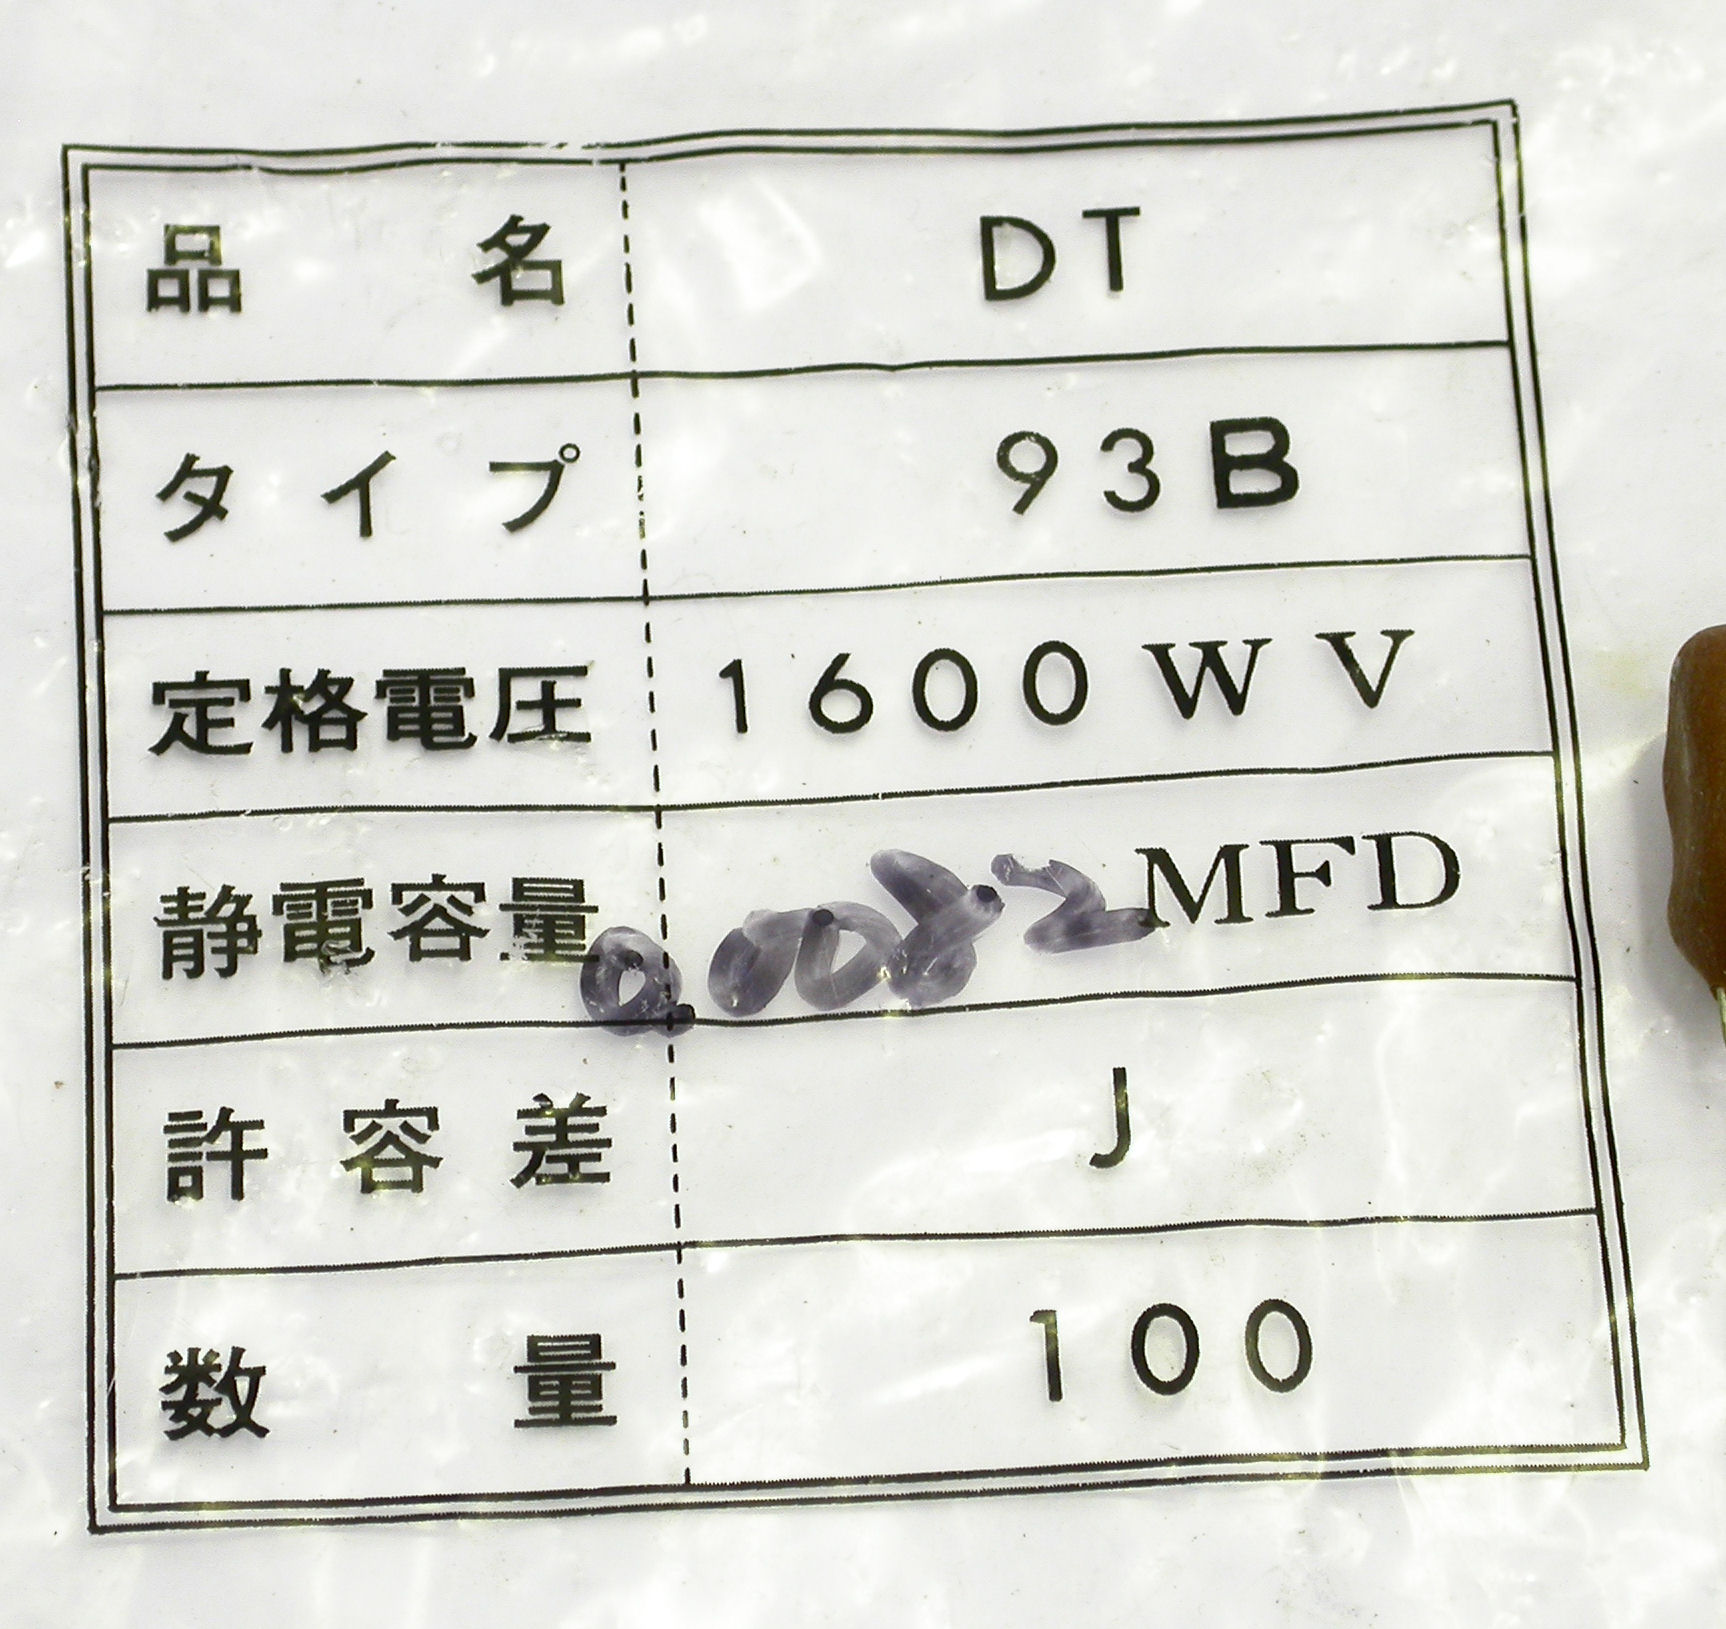 品名 DT
タイプ 93B
定格電圧 1600WV
静電容量 0.0082 MFD
許容差 J
数量 100